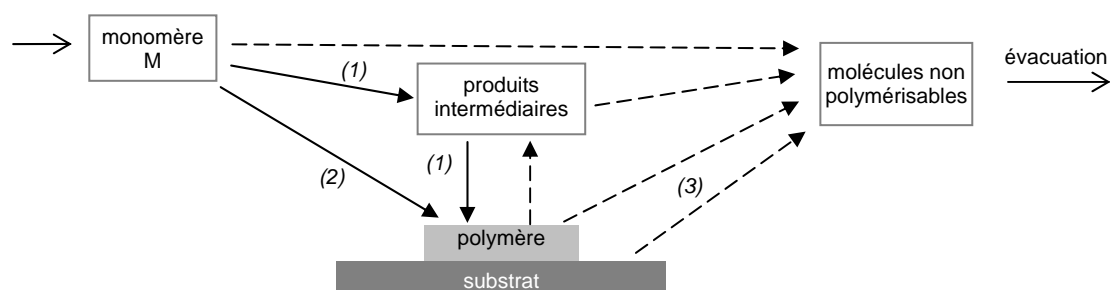 monomère
M
(1)
produits
intermédiaires
molécules non
polymérisables
évacuation
(2)
(1)
(3)
polymère
substrat